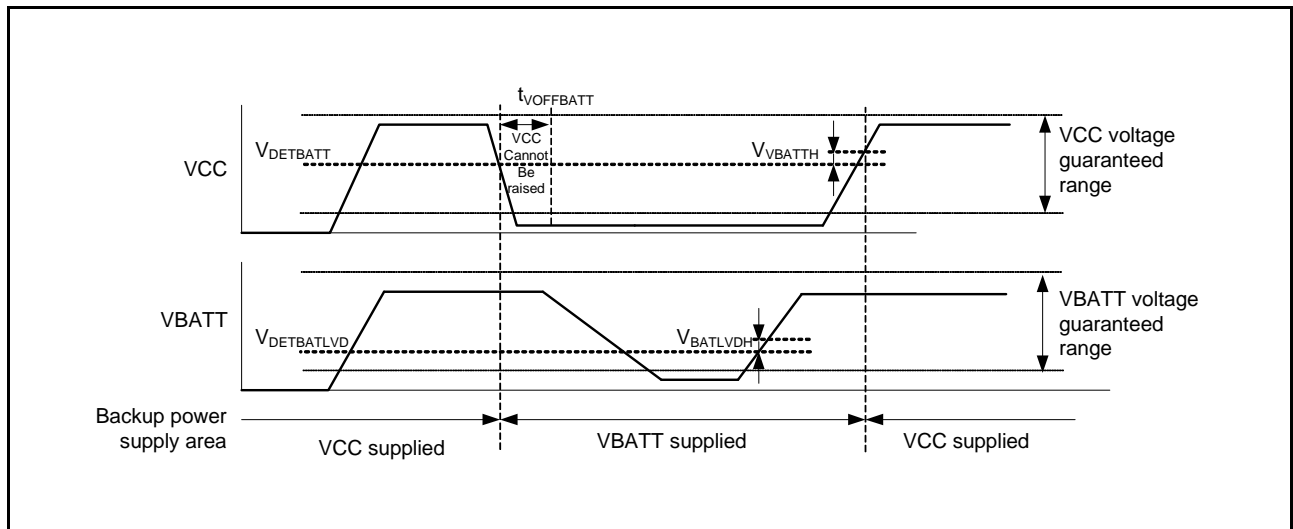 tVOFFBATT
VCC
Cannot
Be
raised
VDETBATT
VVBATTH
VCC
VCC voltage
guaranteed
range
VBATT
VDETBATLVD
VBATLVDH
VBATT voltage
guaranteed
range
Backup power
supply area
VCC supplied
VBATT supplied
VCC supplied